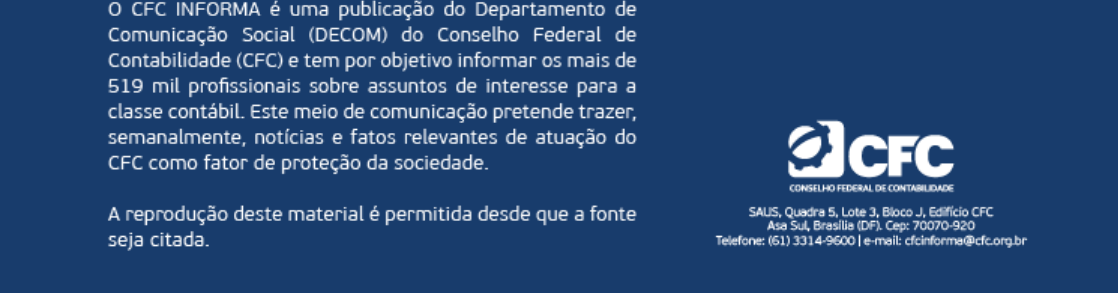 O CFC INFORMA é uma publicação do Departamento de
Comunicação Social (DECOM) do Conselho Federal de
Contabilidade (CFC) e tem por objetivo informar os mais de
519 mil profissionais sobre assuntos de interesse para a
classe contábil. Este meio de comunicação pretende trazer,
semanalmente, notícias e fatos relevantes de atuação do
CFC como fator de proteção da sociedade.
A reprodução deste material é permitida desde que a fonte
seja citada.
CFC
CONSELHO FEDERAL DE CONTABILIDADE
SAUS, Quadra 5, Lote 3, Bloco J, Edifício CFC
Asa Sul, Brasília (DF). Cep: 70070-920
Telefone: (61) 3314-9600 | e-mail: cfcinforma@cfc.org.br